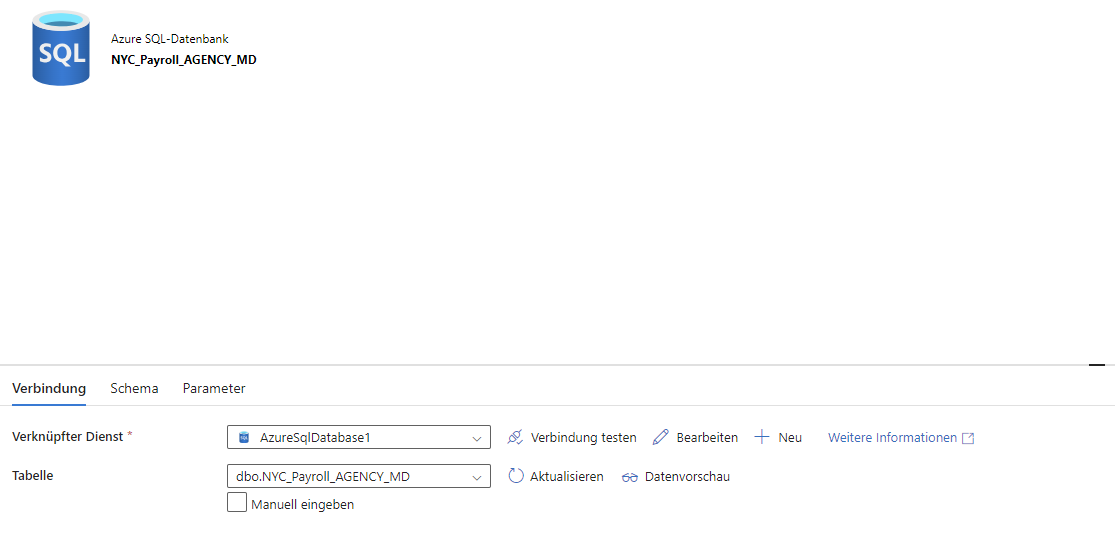 SQL
Azure SQL-Datenbank
NYC_Payroll_AGENCY_MD
Verbindung Schema Parameter
Verknüpfter Dienst * AzureSqlDatabase1 Verbindung testen Bearbeiten Neu Weitere Informationen
Tabelle dbo.NYC_Payroll_AGENCY_MD Aktualisieren Datenvorschau
Manuell eingeben